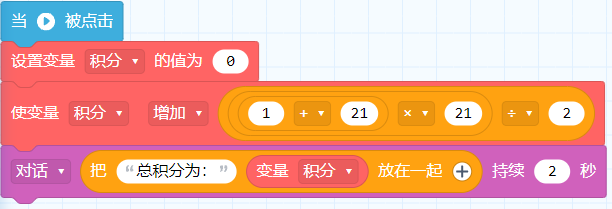 当 被点击
设置变量 积分 的值为 0
使变量 积分 增加 1 + 21 × 21 ÷ 2
对话 把 “总积分为：” 变量 积分 放在一起 + 持续 2 秒